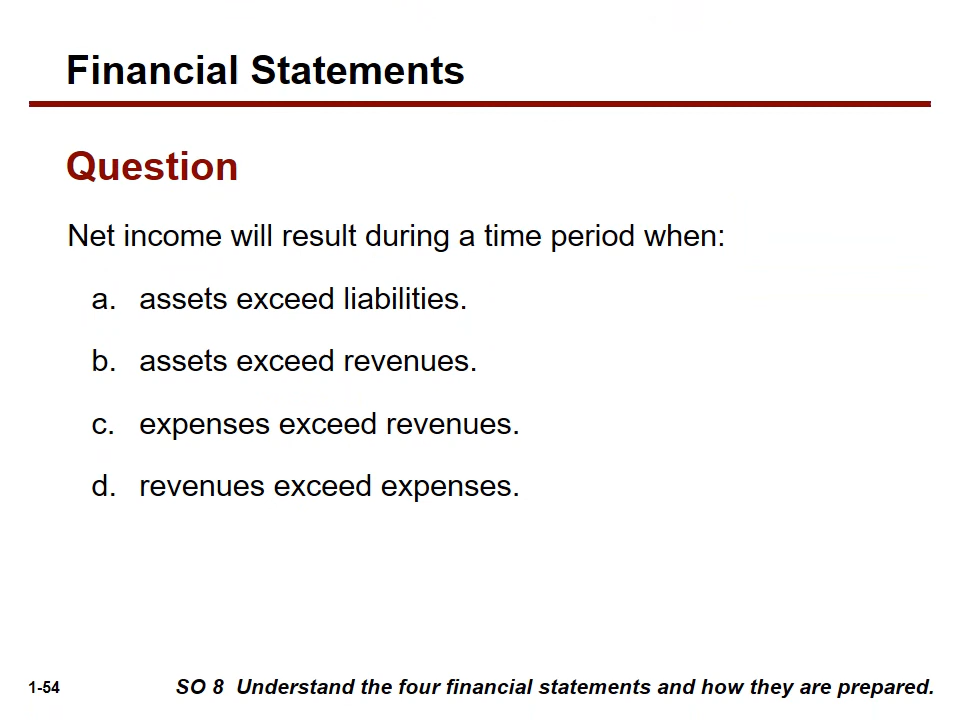 Financial Statements
Question
Net income will result during a time period when:
a. assets exceed liabilities.
b. assets exceed revenues.
c. expenses exceed revenues.
d. revenues exceed expenses.
1-54 SO 8 Understand the four financial statements and how they are prepared.